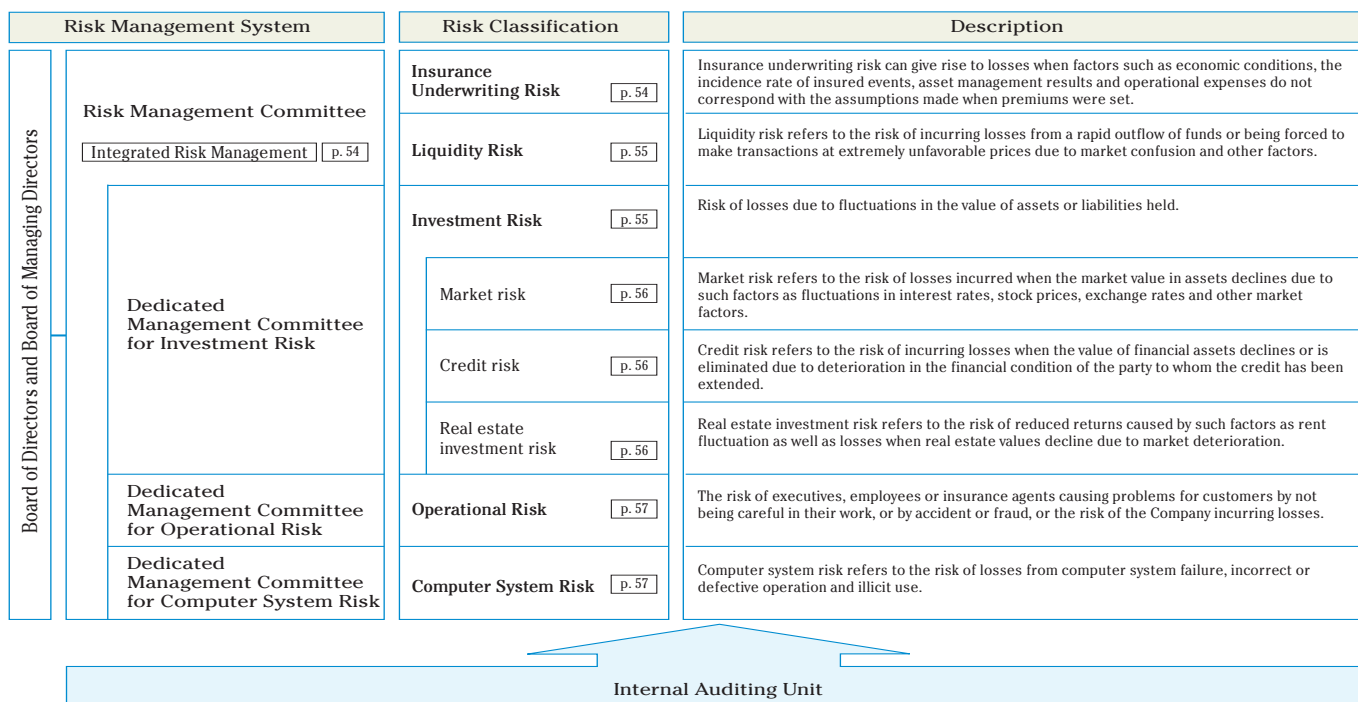 Risk Management System
Risk Classification
Description
Board of Directors and Board of Managing Directors
Risk Management Committee
Integrated Risk Management p. 54
Insurance
Underwriting Risk p. 54
Insurance underwriting risk can give rise to losses when factors such as economic conditions, the
incidence rate of insured events, asset management results and operational expenses do not
correspond with the assumptions made when premiums were set.
Liquidity Risk p. 55
Liquidity risk refers to the risk of incurring losses from a rapid outflow of funds or being forced to
make transactions at extremely unfavorable prices due to market confusion and other factors.
Dedicated
Management Committee
for Investment Risk
Investment Risk p. 55
Risk of losses due to fluctuations in the value of assets or liabilities held.
Market risk p. 56
Market risk refers to the risk of losses incurred when the market value in assets declines due to
such factors as fluctuations in interest rates, stock prices, exchange rates and other market
factors.
Credit risk p. 56
Credit risk refers to the risk of incurring losses when the value of financial assets declines or is
eliminated due to deterioration in the financial condition of the party to whom the credit has been
extended.
Real estate
investment risk p. 56
Real estate investment risk refers to the risk of reduced returns caused by such factors as rent
fluctuation as well as losses when real estate values decline due to market deterioration.
Dedicated
Management Committee
for Operational Risk
Operational Risk p. 57
The risk of executives, employees or insurance agents causing problems for customers by not
being careful in their work, or by accident or fraud, or the risk of the Company incurring losses.
Dedicated
Management Committee
for Computer System Risk
Computer System Risk p. 57
Computer system risk refers to the risk of losses from computer system failure, incorrect or
defective operation and illicit use.
Internal Auditing Unit